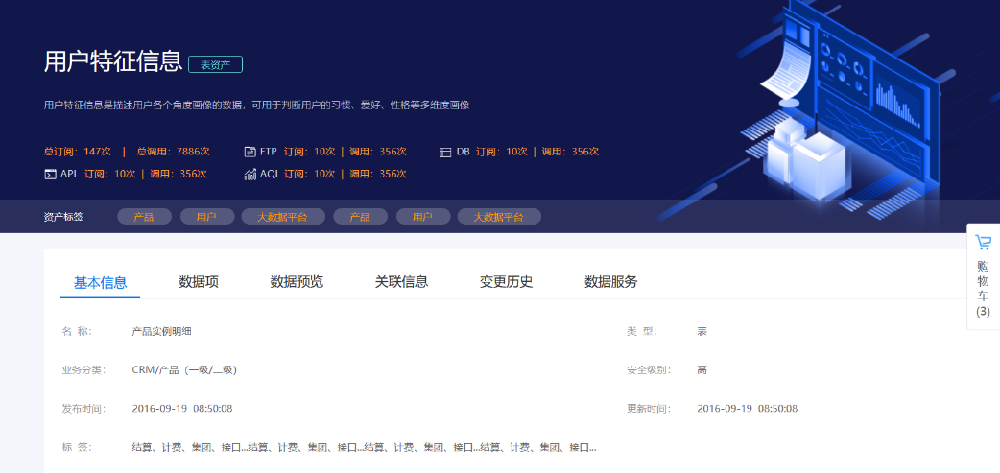 用户特征信息 表资产
用户特征信息是描述用户各个角度画像的数据，可用于判断用户的习惯、爱好、性格等多维度画像
总订阅：147次 | 总调用：7886次 FTP 订阅：10次 | 调用：356次 DB 订阅：10次 | 调用：356次
API 订阅：10次 | 调用：356次 AQL 订阅：10次 | 调用：356次
资产标签 产品 用户 大数据平台 产品 用户 大数据平台
购物车(3)
基本信息 数据项 数据预览 关联信息 变更历史 数据服务
名 称： 产品实例明细 类 型： 表
业务分类： CRM/产品（一级/二级） 安全级别： 高
发布时间： 2016-09-19 08:50:08 更新时间： 2016-09-19 08:50:08
标 签： 结算、计费、集团、接口...结算、计费、集团、接口...结算、计费、集团、接口...结算、计费、集团、接口...